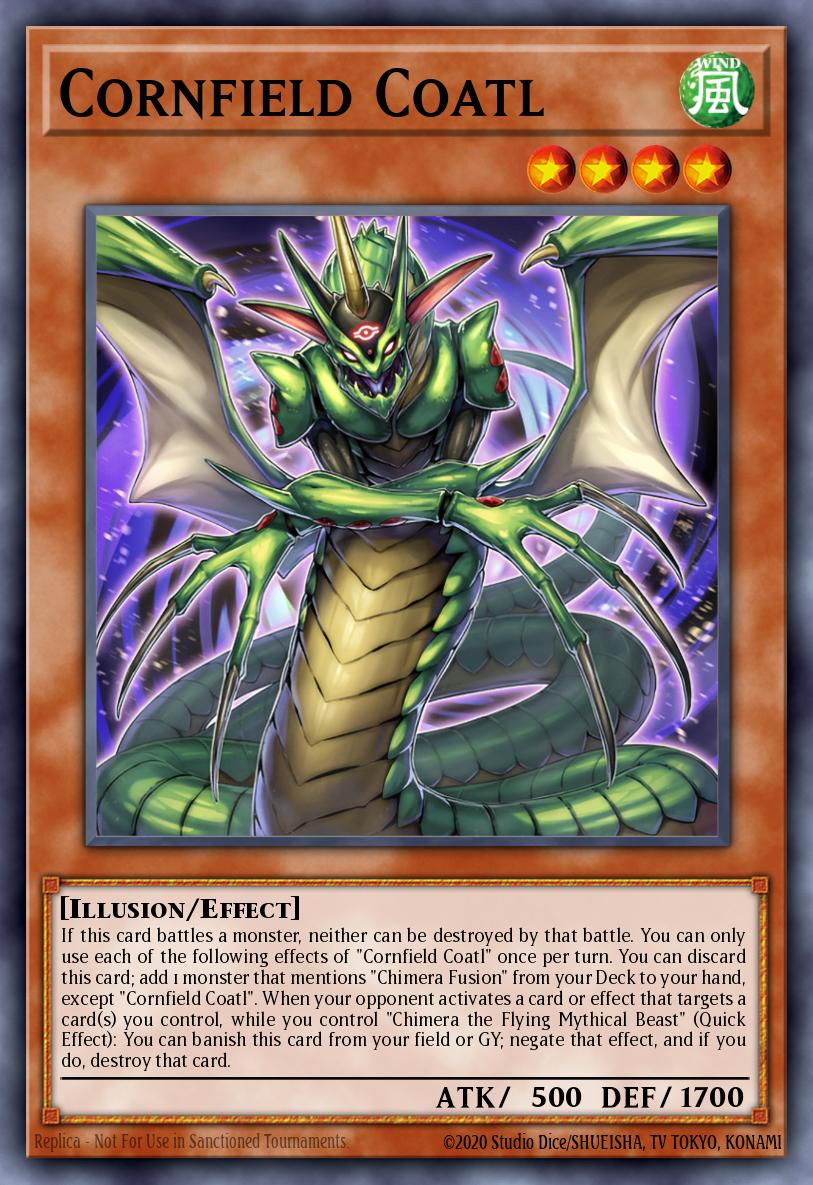 Cornfield Coatl
WIND
風
[Illusion/Effect]
If this card battles a monster, neither can be destroyed by that battle. You can only
use each of the following effects of "Cornfield Coatl" once per turn. You can discard
this card; add 1 monster that mentions "Chimera Fusion" from your Deck to your hand,
except "Cornfield Coatl". When your opponent activates a card or effect that targets a
card(s) you control, while you control "Chimera the Flying Mythical Beast" (Quick
Effect): You can banish this card from your field or GY; negate that effect, and if you
do, destroy that card.
ATK/ 500 DEF/ 1700
Replica - Not For Use in Sanctioned Tournaments. ©2020 Studio Dice/SHUEISHA, TV TOKYO, KONAMI